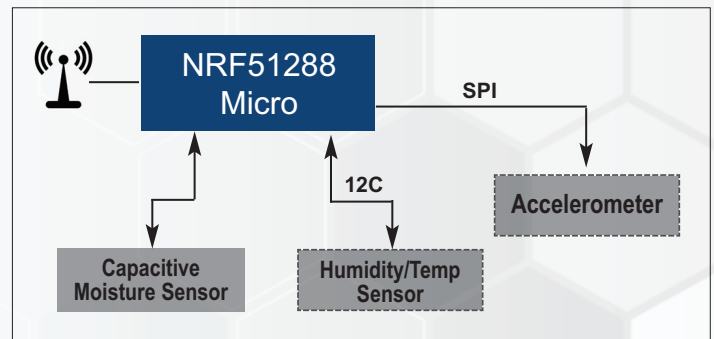 NRF51288
Micro
SPI
12C
Accelerometer
Capacitive
Moisture Sensor
Humidity/Temp
Sensor